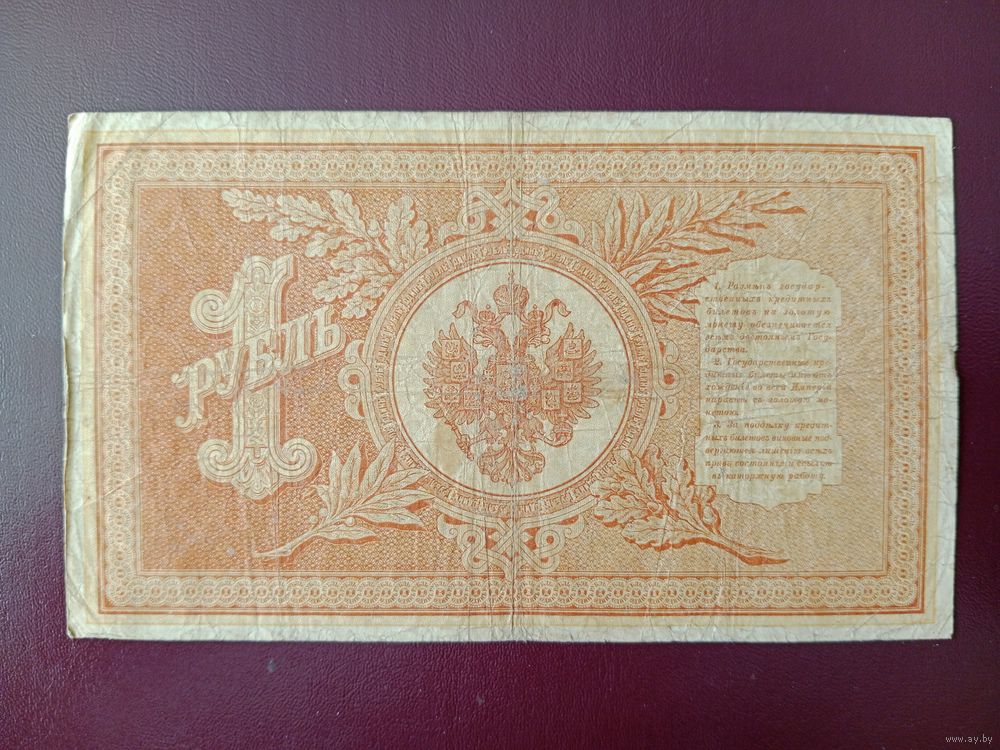 1
РУБЛЬ
1. Размѣнъ государ-
ственныхъ кредитныхъ
билетовъ на золотую
монету обезпечивается
всѣмъ достояніемъ Госу-
дарства.
2. Государственные кре-
дитные билеты имѣютъ
хожденіе во всей Имперіи
наравнѣ съ золотою мо-
нетою.
3. За поддѣлку кредит-
ныхъ билетовъ виновные под-
вергаются лишенію всѣхъ
правъ состоянія и ссылкѣ
въ каторжную работу.
www.ay.by